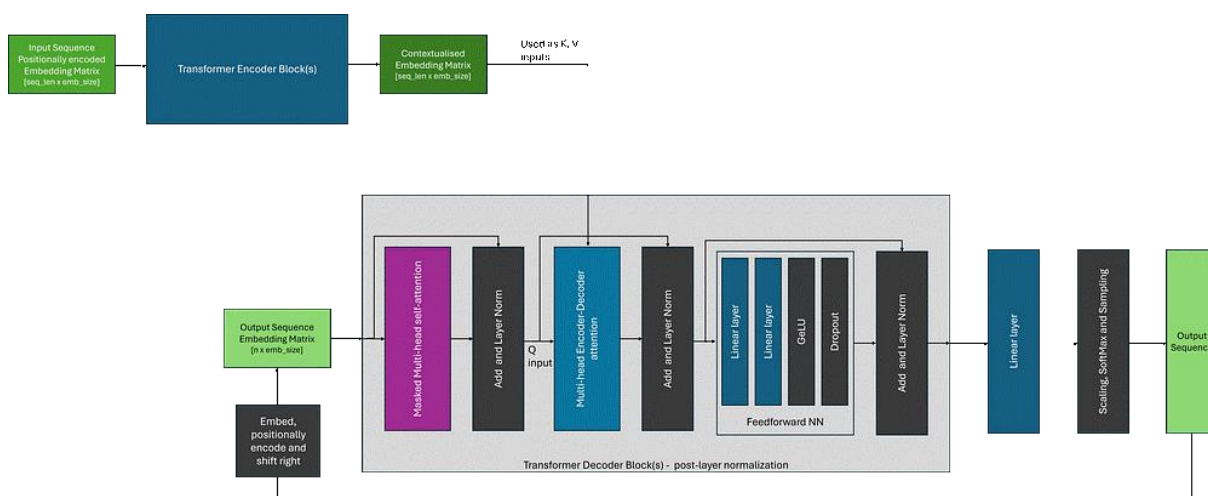 Input Sequence
Positionally encoded
Embedding Matrix
[seq_len x emb_size]
Transformer Encoder Block(s)
Contextualised
Embedding Matrix
[seq_len x emb_size]
Used as K, V
inputs
Output Sequence
Embedding Matrix
[n x emb_size]
Embed,
positionally
encode and
shift right
Masked Multi-head self-attention
Add and Layer Norm
Q
input
Multi-head Encoder-Decoder
attention
Add and Layer Norm
Linear layer
Linear layer
GeLU
Dropout
Feedforward NN
Add and Layer Norm
Transformer Decoder Block(s) - post-layer normalization
Linear layer
Scaling, SoftMax and Sampling
Output
Sequence